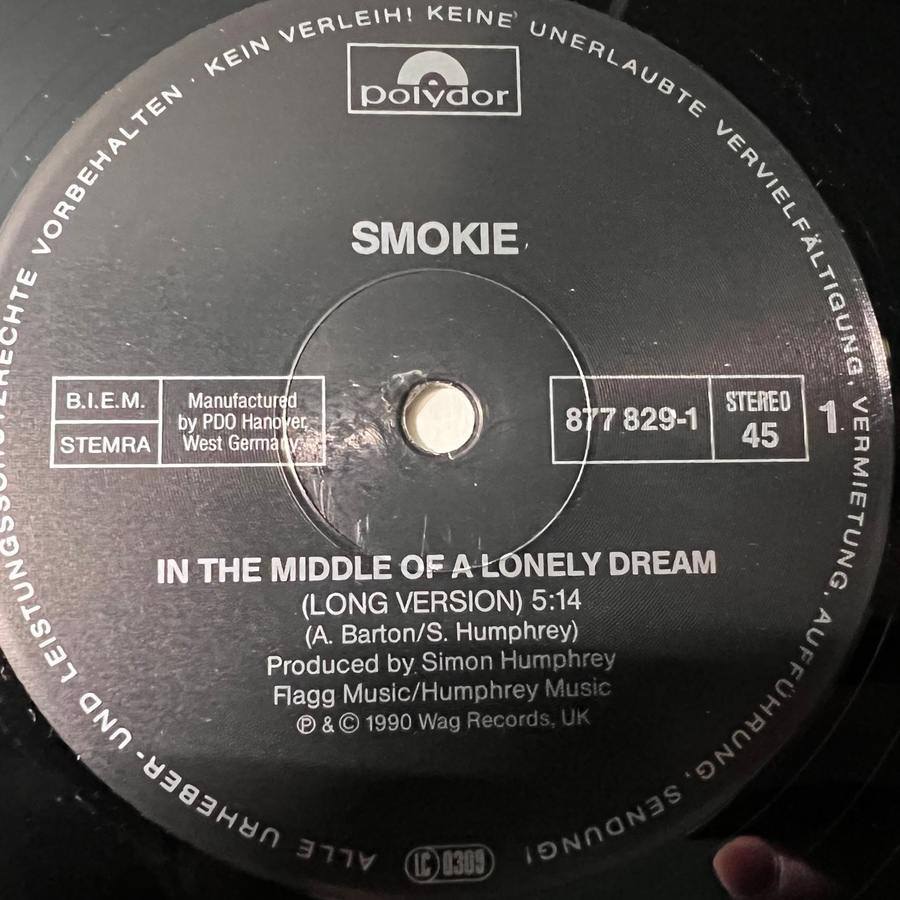 ALLE URHEBER- UND LEISTUNGSSCHUTZRECHTE VORBEHALTEN · KEIN VERLEIH! KEINE UNERLAUBTE VERVIELFÄLTIGUNG, VERMIETUNG, AUFFÜHRUNG, SENDUNG!
polydor
SMOKIE
B.I.E.M.
STEMRA
Manufactured
by PDO Hanover,
West Germany
877 829-1
STEREO
45
1
IN THE MIDDLE OF A LONELY DREAM
(LONG VERSION) 5:14
(A. Barton/S. Humphrey)
Produced by Simon Humphrey
Flagg Music/Humphrey Music
℗ & © 1990 Wag Records, UK
LC 0309